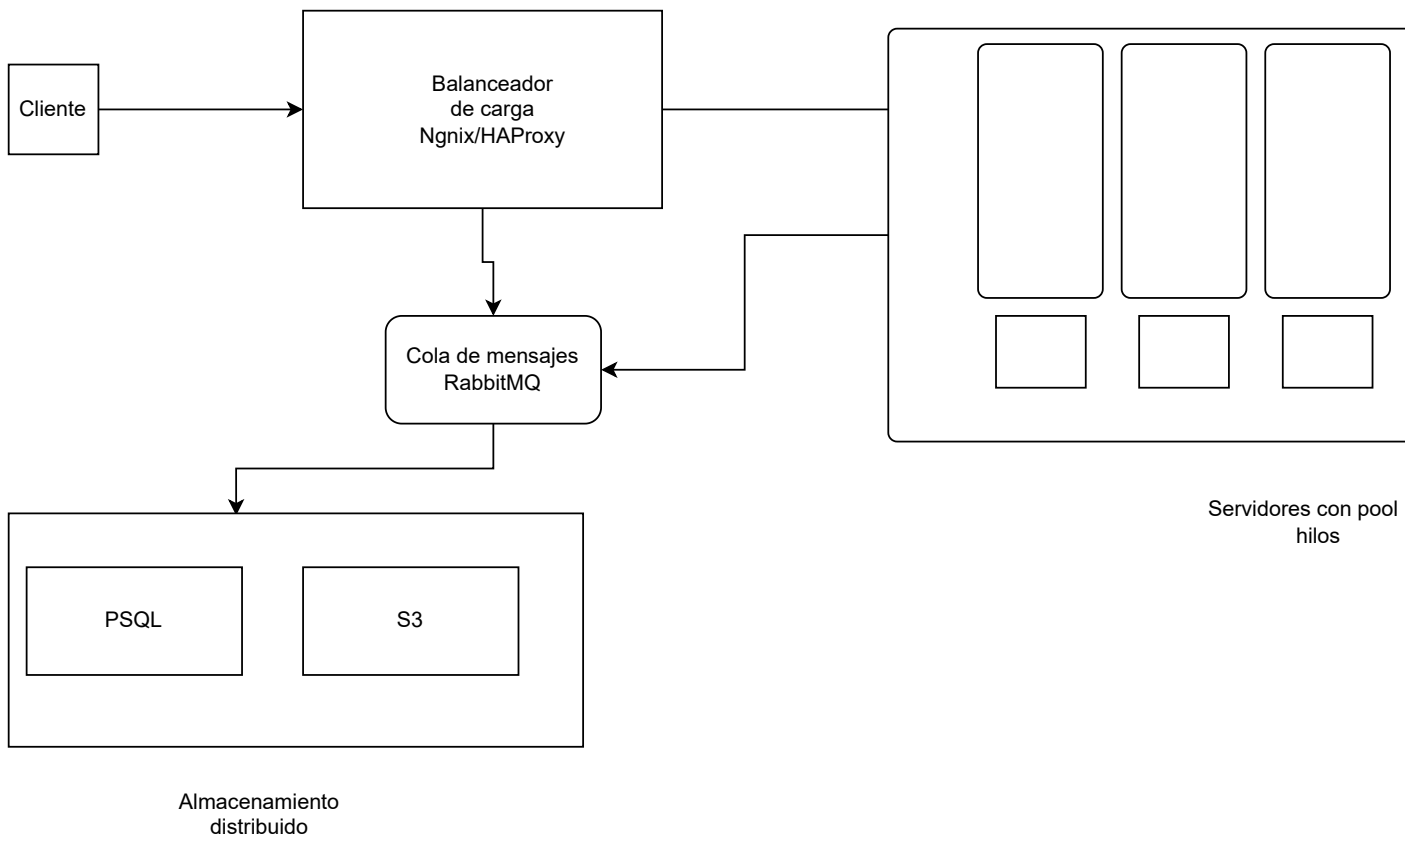 Cliente
Balanceador
de carga
Ngnix/HAProxy
Cola de mensajes
RabbitMQ
Servidores con pool
hilos
PSQL
S3
Almacenamiento
distribuido